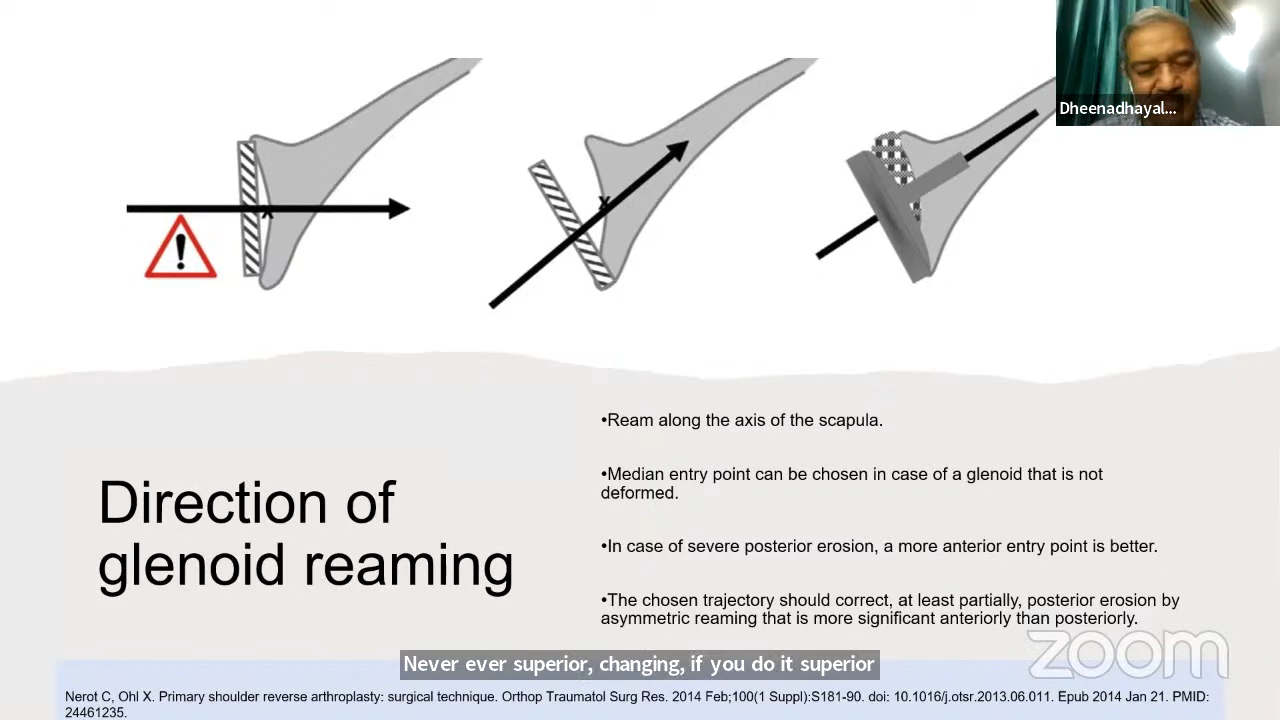 Dheenadhayal...
•Ream along the axis of the scapula.
•Median entry point can be chosen in case of a glenoid that is not
deformed.
Direction of
glenoid reaming
•In case of severe posterior erosion, a more anterior entry point is better.
•The chosen trajectory should correct, at least partially, posterior erosion by
asymmetric reaming that is more significant anteriorly than posteriorly.
zoom
Never ever superior, changing, if you do it superior
Nerot C, Ohl X. Primary shoulder reverse arthroplasty: surgical technique. Orthop Traumatol Surg Res. 2014 Feb;100(1 Suppl):S181-90. doi: 10.1016/j.otsr.2013.06.011. Epub 2014 Jan 21. PMID:
24461235.